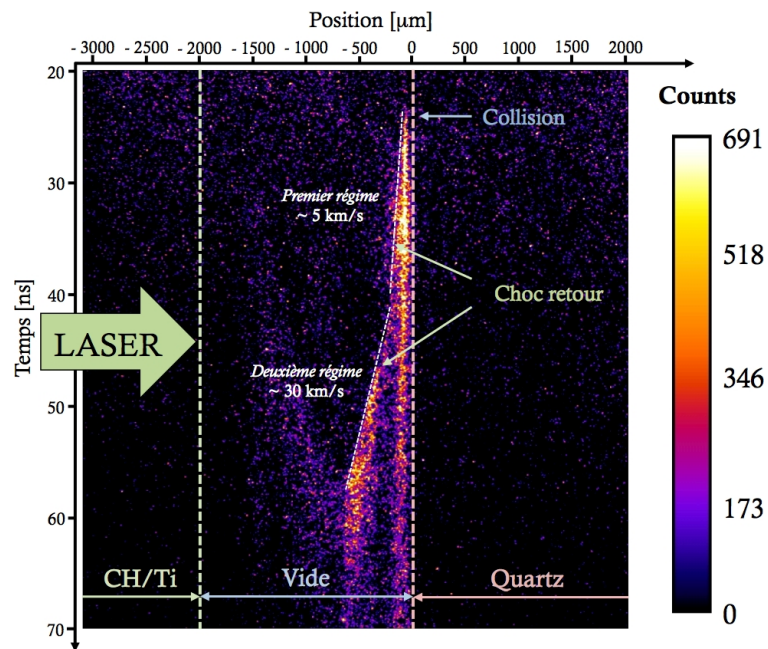 Position [µm]
- 3000 - 2500 - 2000 - 1500 - 1000 - 500 0 500 1000 1500 2000
Counts
691
518
346
173
0
Temps [ns]
20
30
40
50
60
70
Collision
Premier régime
~ 5 km/s
Choc retour
LASER
Deuxième régime
~ 30 km/s
CH/Ti
Vide
Quartz